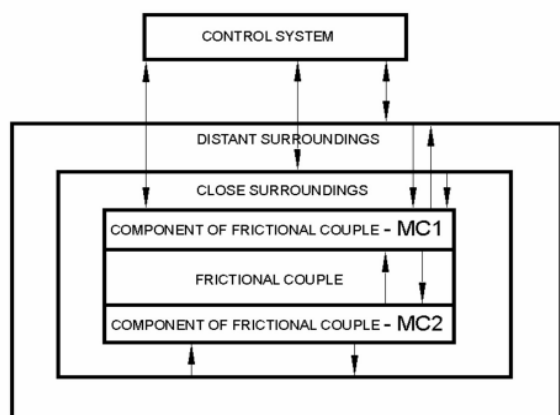 CONTROL SYSTEM
DISTANT SURROUNDINGS
CLOSE SURROUNDINGS
COMPONENT OF FRICTIONAL COUPLE - MC1
FRICTIONAL COUPLE
COMPONENT OF FRICTIONAL COUPLE - MC2